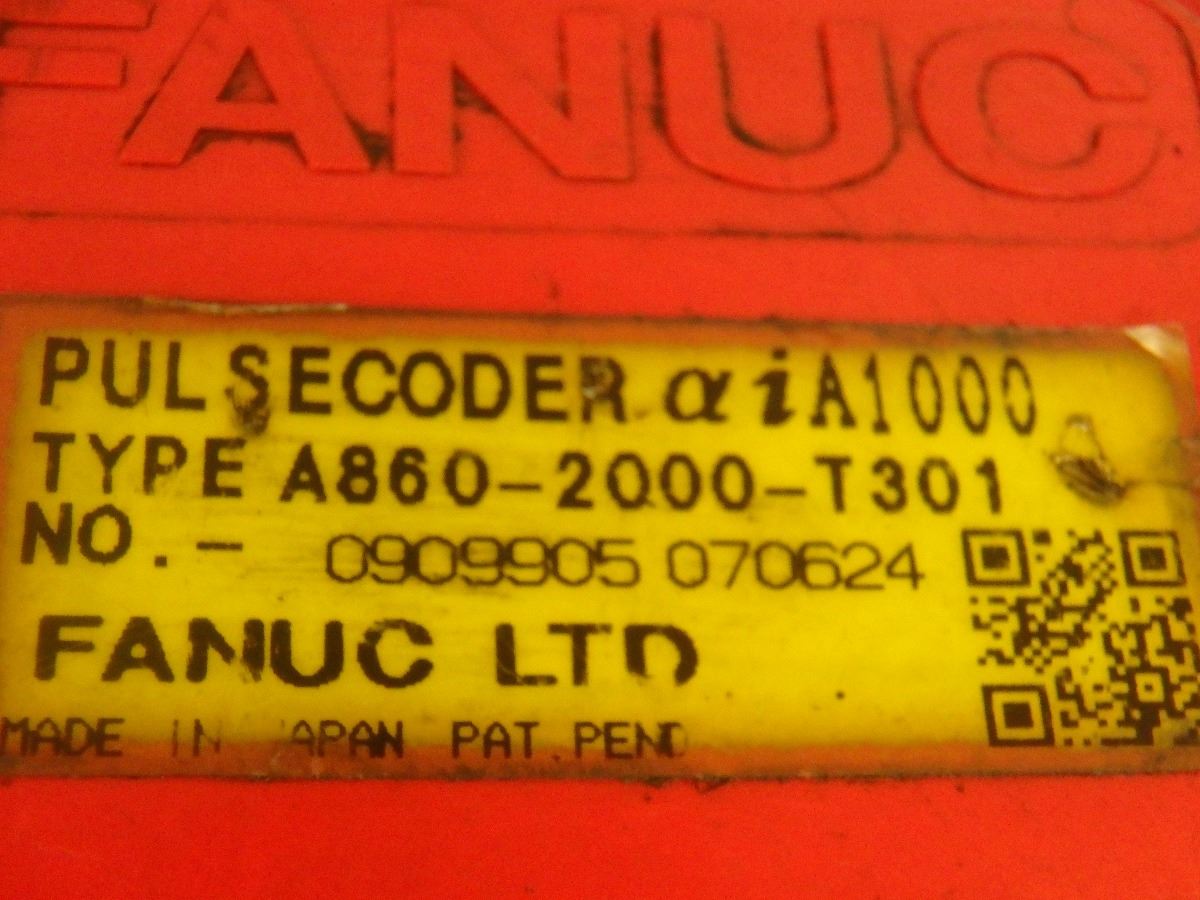 FANUC
PULSECODER αiA1000
TYPE A860-2000-T301
NO.- 0909905 070624
FANUC LTD
MADE IN JAPAN PAT.PEND